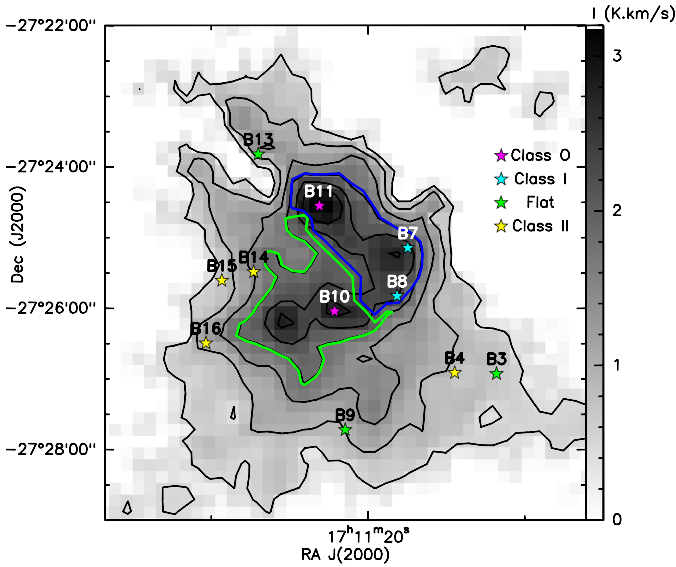 I (K.km/s)
-27°22'00"
3
B13
-27°24'00"
Class 0
Class I
B11
Flat
Dec (J2000)
2
Class II
B7
B14
B15
B8
-27°26'00"
B10
B16
B4
B3
1
B9
-27°28'00"
0
17h11m20s
RA J(2000)